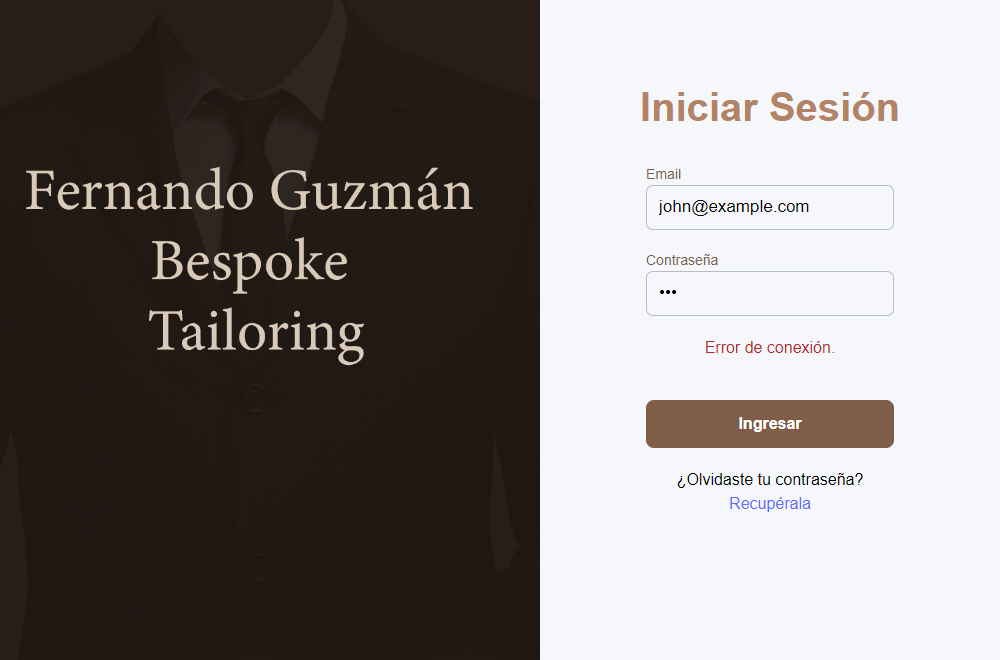 Fernando Guzmán
Bespoke
Tailoring
Iniciar Sesión
Email
john@example.com
Contraseña
•••
Error de conexión.
Ingresar
¿Olvidaste tu contraseña?
Recupérala